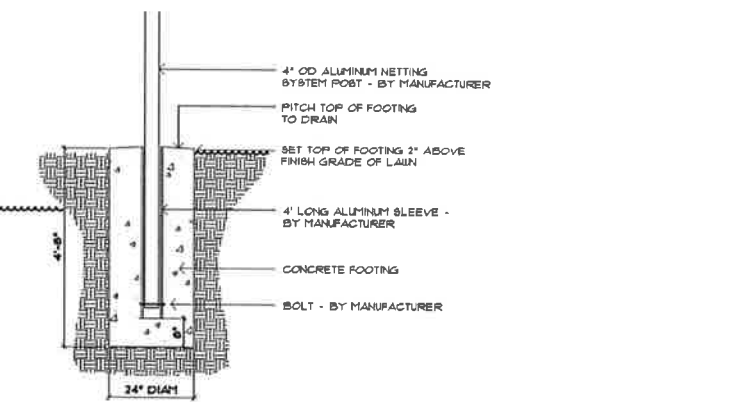 4" OD ALUMINUM NETTING
SYSTEM POST - BY MANUFACTURER
PITCH TOP OF FOOTING
TO DRAIN
SET TOP OF FOOTING 2" ABOVE
FINISH GRADE OF LAWN
4' LONG ALUMINUM SLEEVE -
BY MANUFACTURER
CONCRETE FOOTING
BOLT - BY MANUFACTURER
6"
24" DIAM